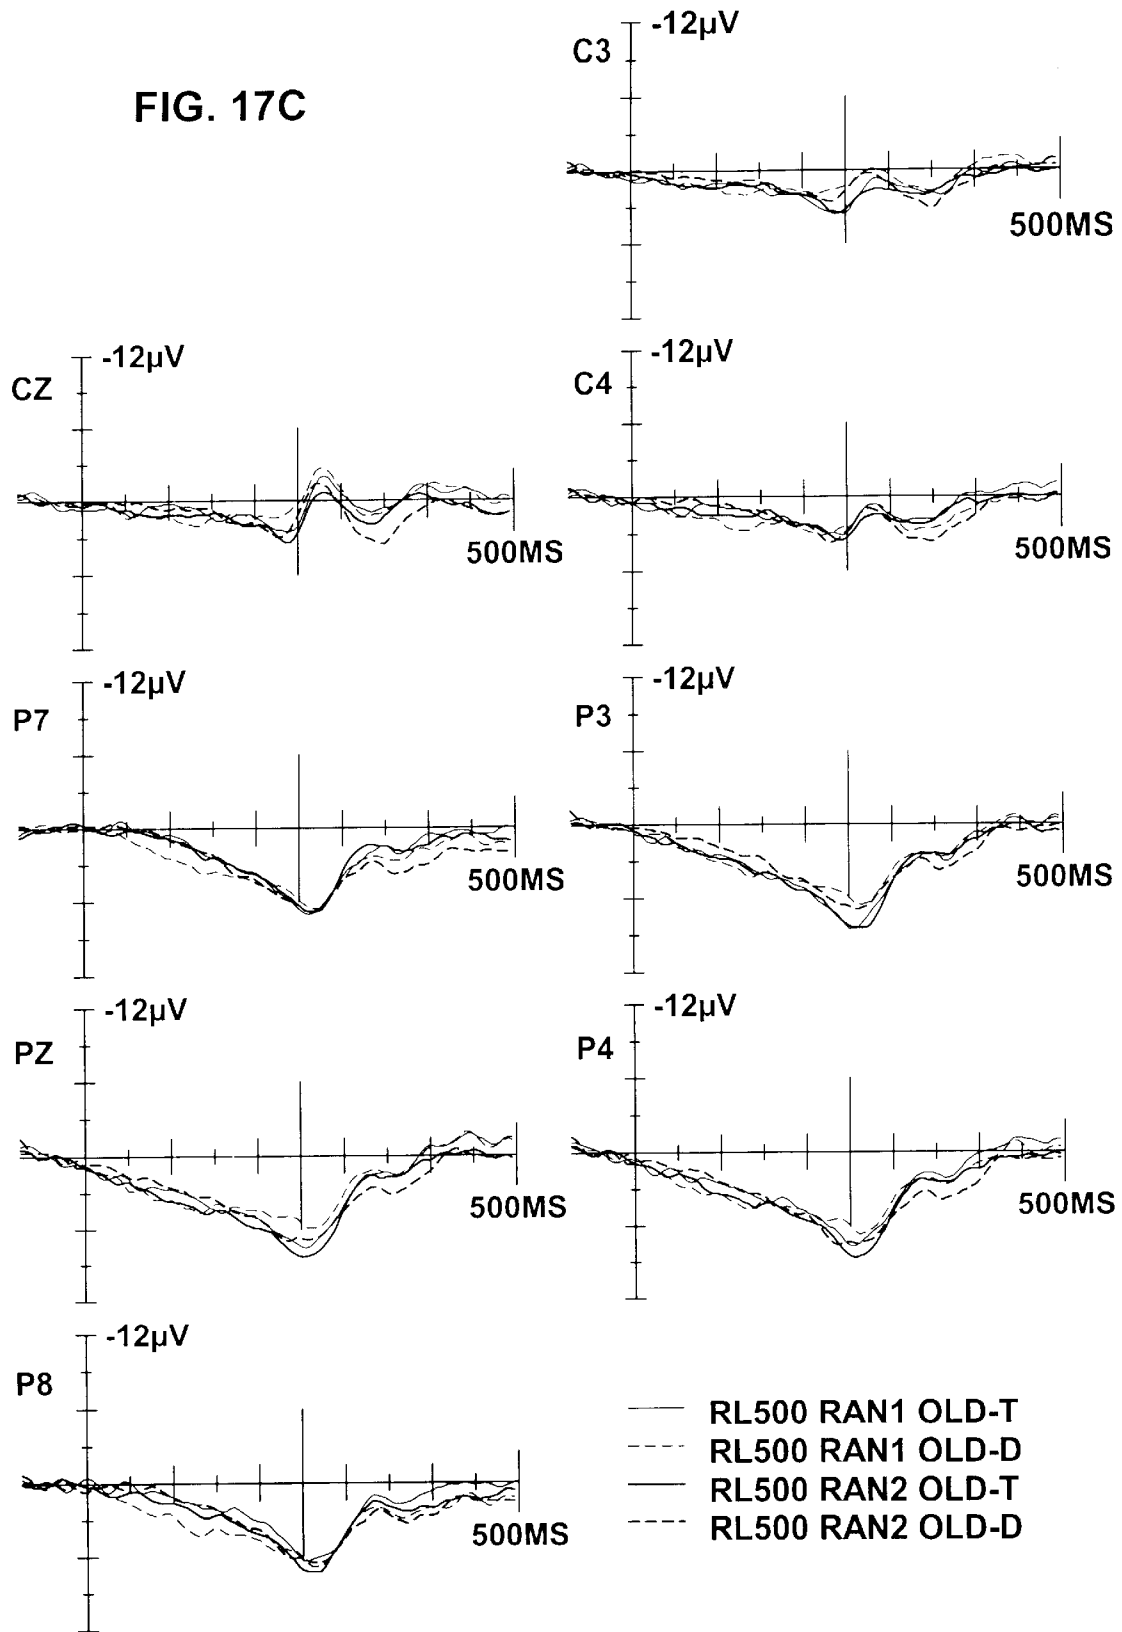 FIG. 17C
C3
-12µV
500MS
CZ
-12µV
500MS
C4
-12µV
500MS
P7
-12µV
500MS
P3
-12µV
500MS
PZ
-12µV
500MS
P4
-12µV
500MS
P8
-12µV
500MS
RL500 RAN1 OLD-T
RL500 RAN1 OLD-D
RL500 RAN2 OLD-T
RL500 RAN2 OLD-D